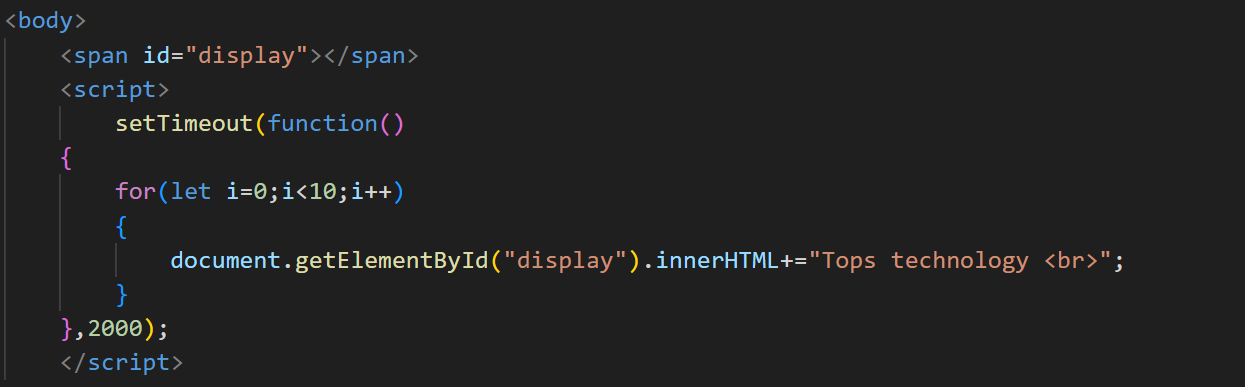 <body>
    <span id="display"></span>
    <script>
        setTimeout(function()
    {
        for(let i=0;i<10;i++)
        {
            document.getElementById("display").innerHTML+="Tops technology <br>";
        }
    },2000);
    </script>